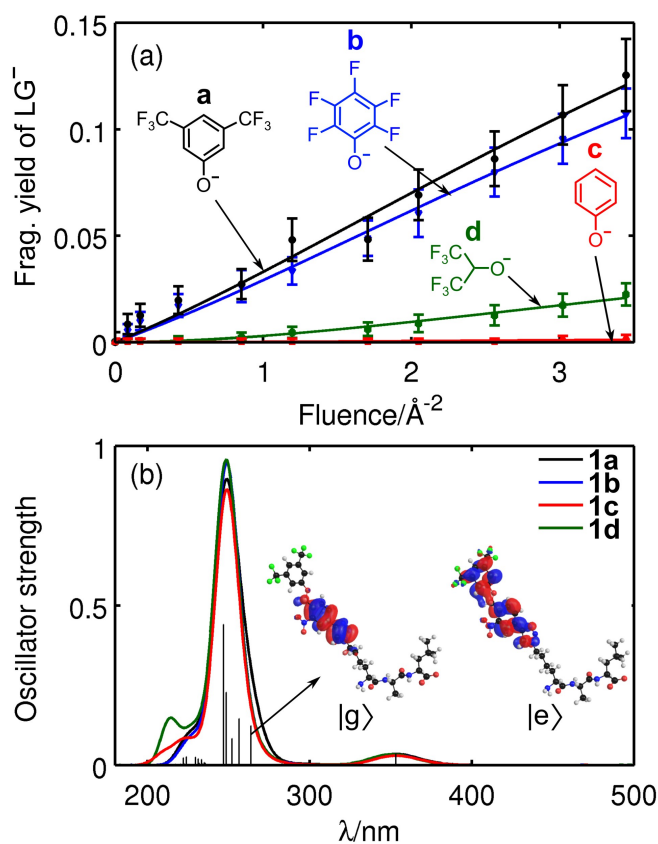 (a)
Frag. yield of LG⁻
0.15
0.1
0.05
0
a
CF₃
CF₃
O⁻
b
F
F
F
F
F
O⁻
c
O⁻
d
F₃C
F₃C
O⁻
0
1
2
3
Fluence/Å⁻²
(b)
Oscillator strength
1
0.5
0
1a
1b
1c
1d
|g⟩
|e⟩
200
300
400
500
λ/nm